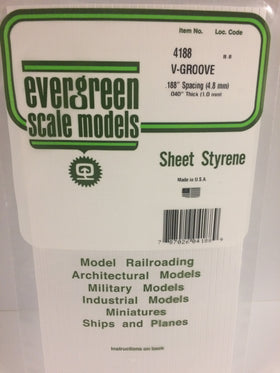 Item No. Loc. Code
4188
V-GROOVE
.188" Spacing (4.8 mm)
.040" Thick (1.0 mm)
evergreen
scale models
Sheet Styrene
Made in U.S.A
Model Railroading
Architectural Models
Military Models
Industrial Models
Miniatures
Ships and Planes
Instructions on back